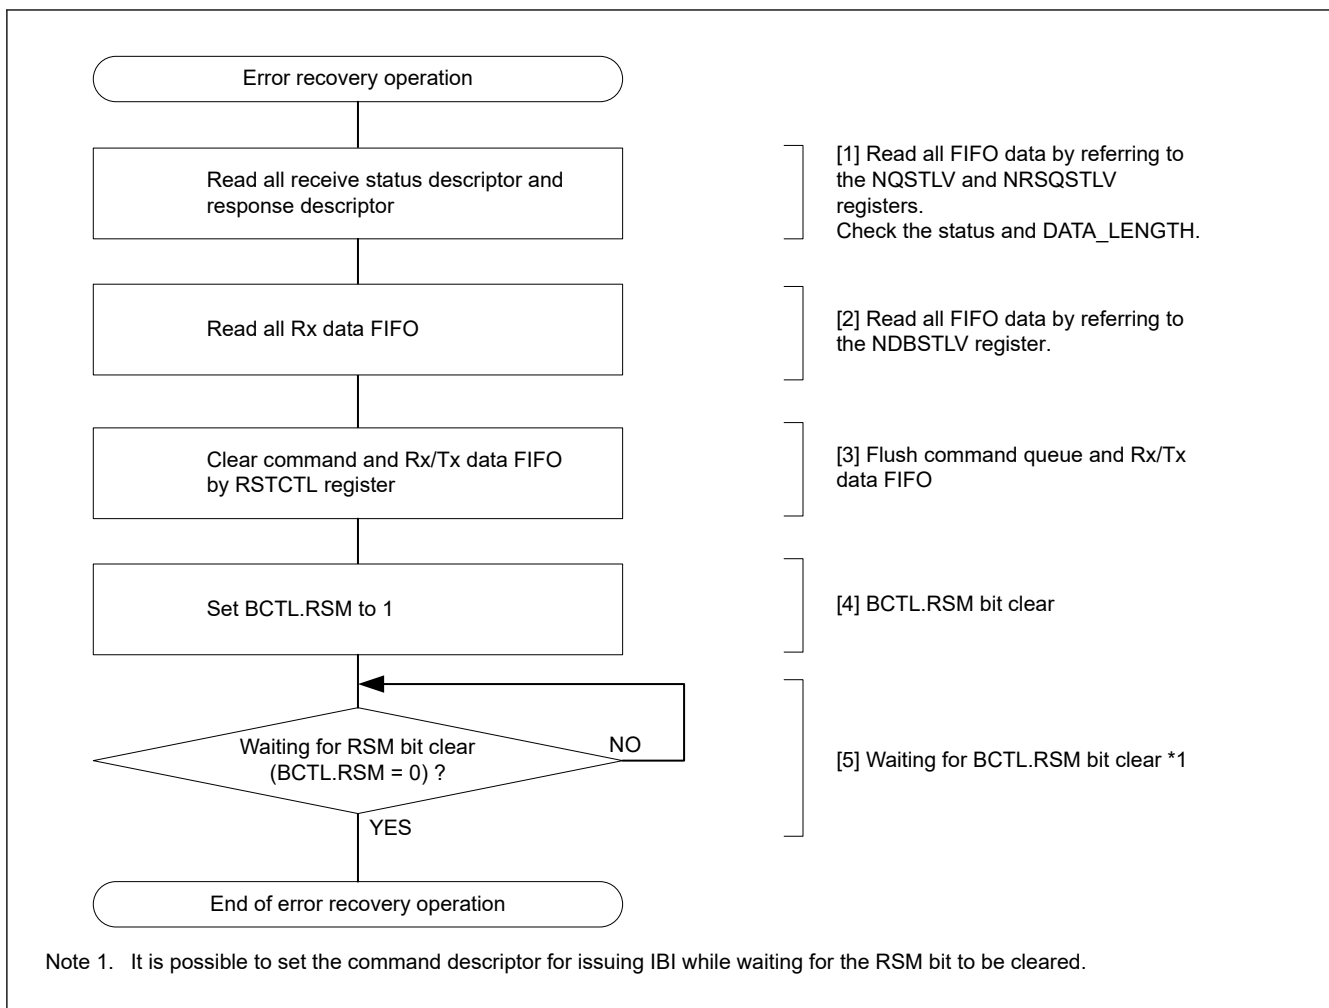 Error recovery operation
Read all receive status descriptor and
response descriptor
[1] Read all FIFO data by referring to
the NQSTLV and NRSQSTLV
registers.
Check the status and DATA_LENGTH.
Read all Rx data FIFO
[2] Read all FIFO data by referring to
the NDBSTLV register.
Clear command and Rx/Tx data FIFO
by RSTCTL register
[3] Flush command queue and Rx/Tx
data FIFO
Set BCTL.RSM to 1
[4] BCTL.RSM bit clear
Waiting for RSM bit clear
(BCTL.RSM = 0) ?
NO
[5] Waiting for BCTL.RSM bit clear *1
YES
End of error recovery operation
Note 1. It is possible to set the command descriptor for issuing IBI while waiting for the RSM bit to be cleared.